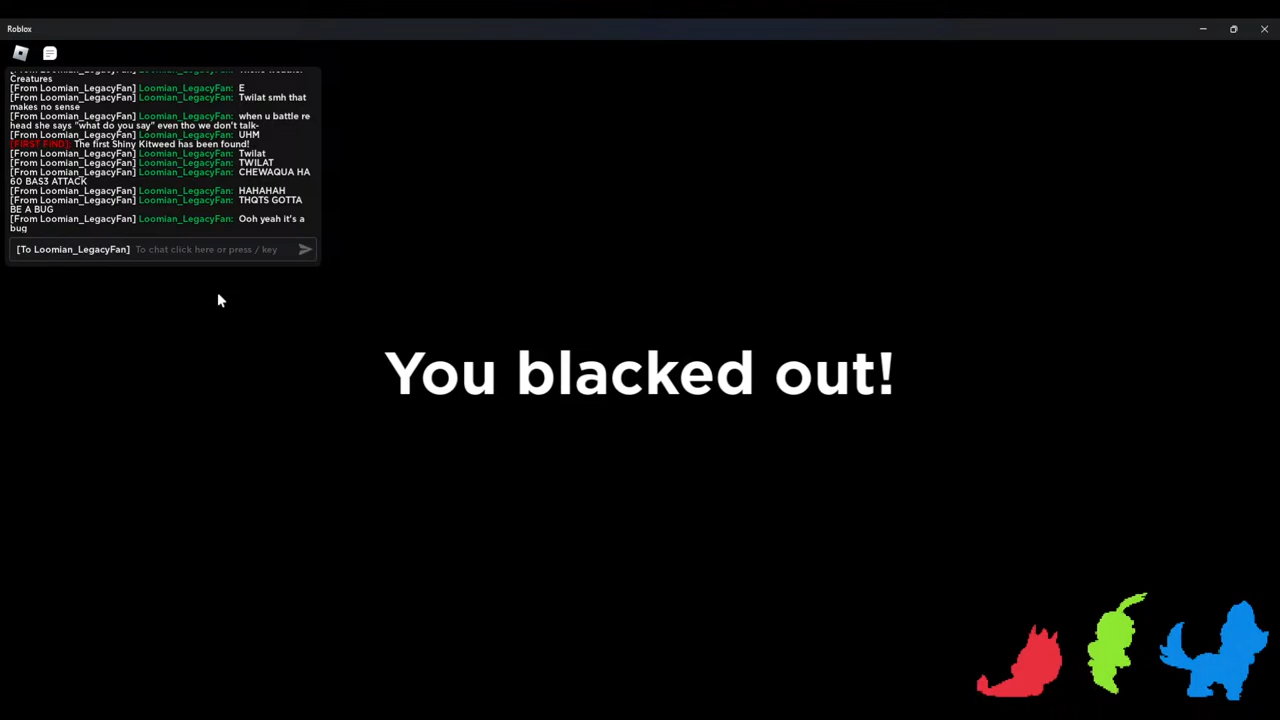 Roblox
Creatures
[From Loomian_LegacyFan] Loomian_LegacyFan: E
[From Loomian_LegacyFan] Loomian_LegacyFan: Twilat smh that
makes no sense
[From Loomian_LegacyFan] Loomian_LegacyFan: when u battle re
head she says "what do you say" even tho we don't talk-
[From Loomian_LegacyFan] Loomian_LegacyFan: UHM
[FIRST FIND]: The first Shiny Kitweed has been found!
[From Loomian_LegacyFan] Loomian_LegacyFan: Twilat
[From Loomian_LegacyFan] Loomian_LegacyFan: TWILAT
[From Loomian_LegacyFan] Loomian_LegacyFan: CHEWAQUA HA
60 BAS3 ATTACK
[From Loomian_LegacyFan] Loomian_LegacyFan: HAHAHAH
[From Loomian_LegacyFan] Loomian_LegacyFan: THQTS GOTTA
BE A BUG
[From Loomian_LegacyFan] Loomian_LegacyFan: Ooh yeah it's a
bug
[To Loomian_LegacyFan] To chat click here or press / key
You blacked out!